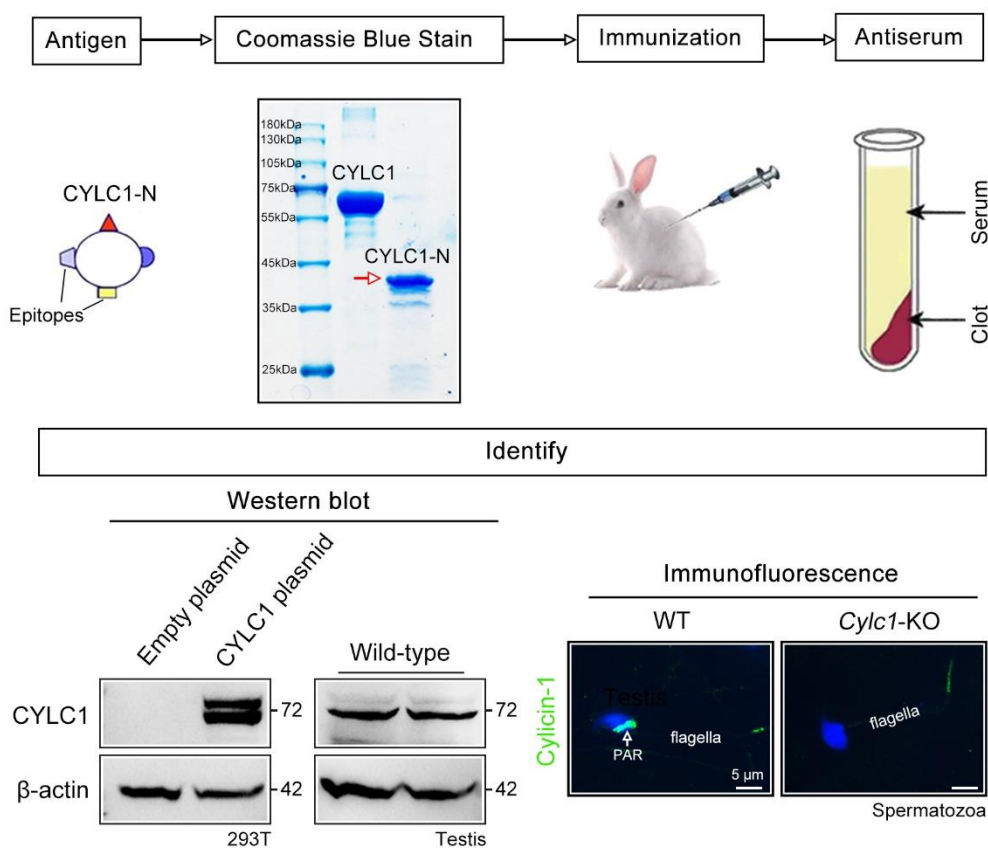 Antigen
Coomassie Blue Stain
Immunization
Antiserum
CYLC1-N
Epitopes
180kDa
130kDa
105kDa
75kDa
55kDa
45kDa
35kDa
25kDa
CYLC1
CYLC1-N
Serum
Clot
Identify
Western blot
Empty plasmid
CYLC1 plasmid
Wild-type
CYLC1
72
72
β-actin
42
42
293T
Testis
Immunofluorescence
WT
Cylc1-KO
Cylicin-1
Testis
PAR
flagella
5 µm
flagella
Spermatozoa